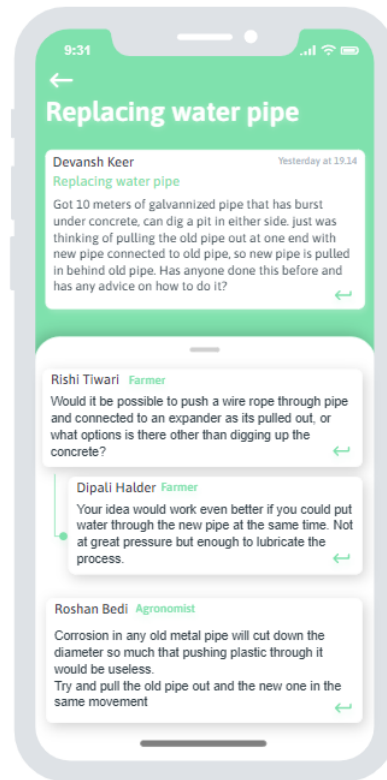 9:31
Replacing water pipe
Devansh Keer
Yesterday at 19.14
Replacing water pipe
Got 10 meters of galvannized pipe that has burst
under concrete, can dig a pit in either side. just was
thinking of pulling the old pipe out at one end with
new pipe connected to old pipe, so new pipe is pulled
in behind old pipe. Has anyone done this before and
has any advice on how to do it?
Rishi Tiwari Farmer
Would it be possible to push a wire rope through pipe
and connected to an expander as its pulled out, or
what options is there other than digging up the
concrete?
Dipali Halder Farmer
Your idea would work even better if you could put
water through the new pipe at the same time. Not
at great pressure but enough to lubricate the
process.
Roshan Bedi Agronomist
Corrosion in any old metal pipe will cut down the
diameter so much that pushing plastic through it
would be useless.
Try and pull the old pipe out and the new one in the
same movement